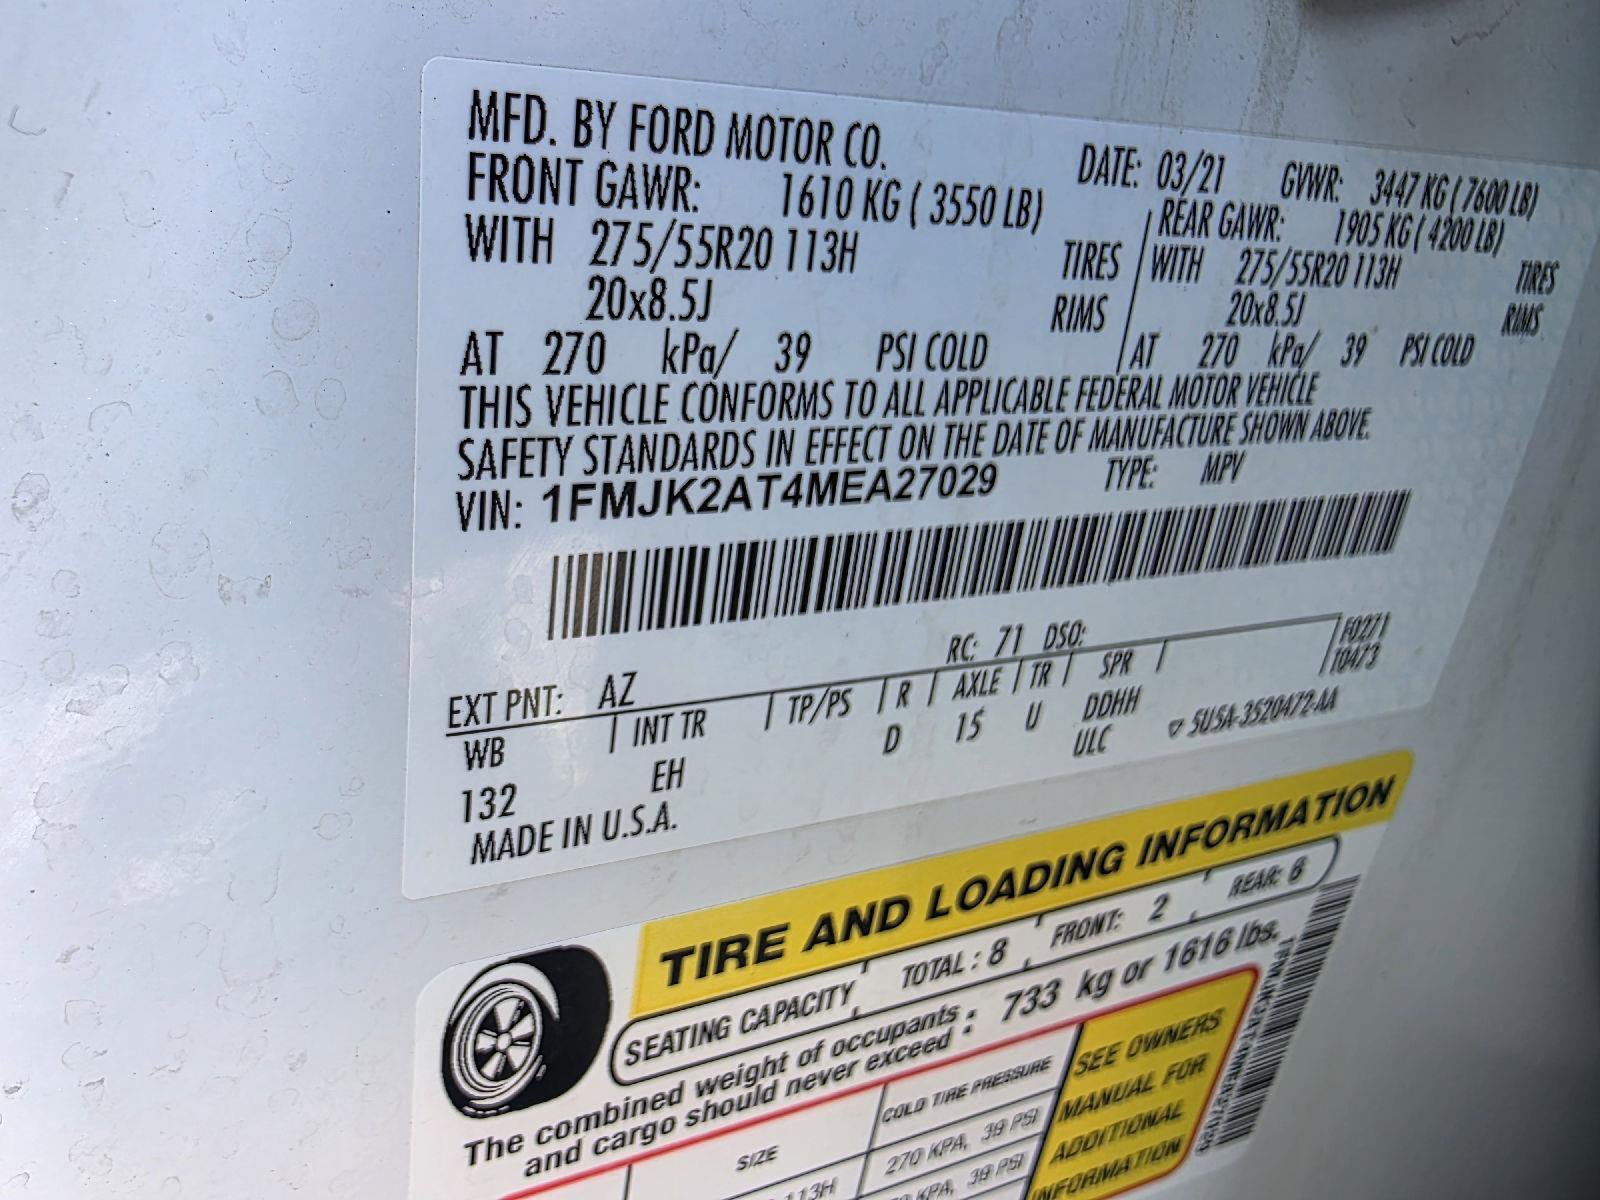 MFD. BY FORD MOTOR CO.
DATE: 03/21 GVWR: 3447 KG ( 7600 LB)
FRONT GAWR: 1610 KG ( 3550 LB)
REAR GAWR: 1905 KG ( 4200 LB)
WITH 275/55R20 113H TIRES
WITH 275/55R20 113H TIRES
20x8.5J RIMS
20x8.5J RIMS
AT 270 kPa/ 39 PSI COLD
AT 270 kPa/ 39 PSI COLD
THIS VEHICLE CONFORMS TO ALL APPLICABLE FEDERAL MOTOR VEHICLE
SAFETY STANDARDS IN EFFECT ON THE DATE OF MANUFACTURE SHOWN ABOVE.
VIN: 1FMJK2AT4MEA27029 TYPE: MPV
F0271
T0473
EXT PNT: AZ RC: 71 DSO:
WB INT TR TP/PS R AXLE TR SPR
132 EH D 15 U DDHH
ULC ▽ 5U5A-3520472-AA
MADE IN U.S.A.
TIRE AND LOADING INFORMATION
SEATING CAPACITY TOTAL : 8 FRONT: 2 REAR: 6
The combined weight of occupants : 733 kg or 1616 lbs.
and cargo should never exceed :
SIZE COLD TIRE PRESSURE
113H 270 KPA, 39 PSI
KPA, 39 PSI
SEE OWNERS
MANUAL FOR
ADDITIONAL
INFORMATION